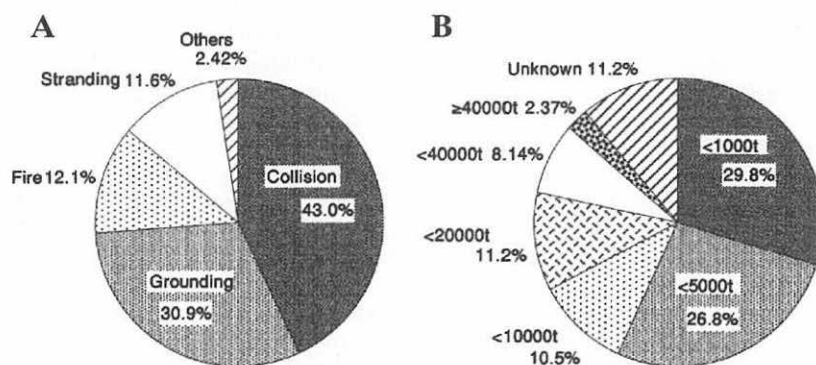 A
Others
2.42%
Stranding 11.6%
Fire 12.1%
Collision
43.0%
Grounding
30.9%
B
Unknown 11.2%
≥40000t 2.37%
<40000t 8.14%
<20000t
11.2%
<10000t
10.5%
<1000t
29.8%
<5000t
26.8%